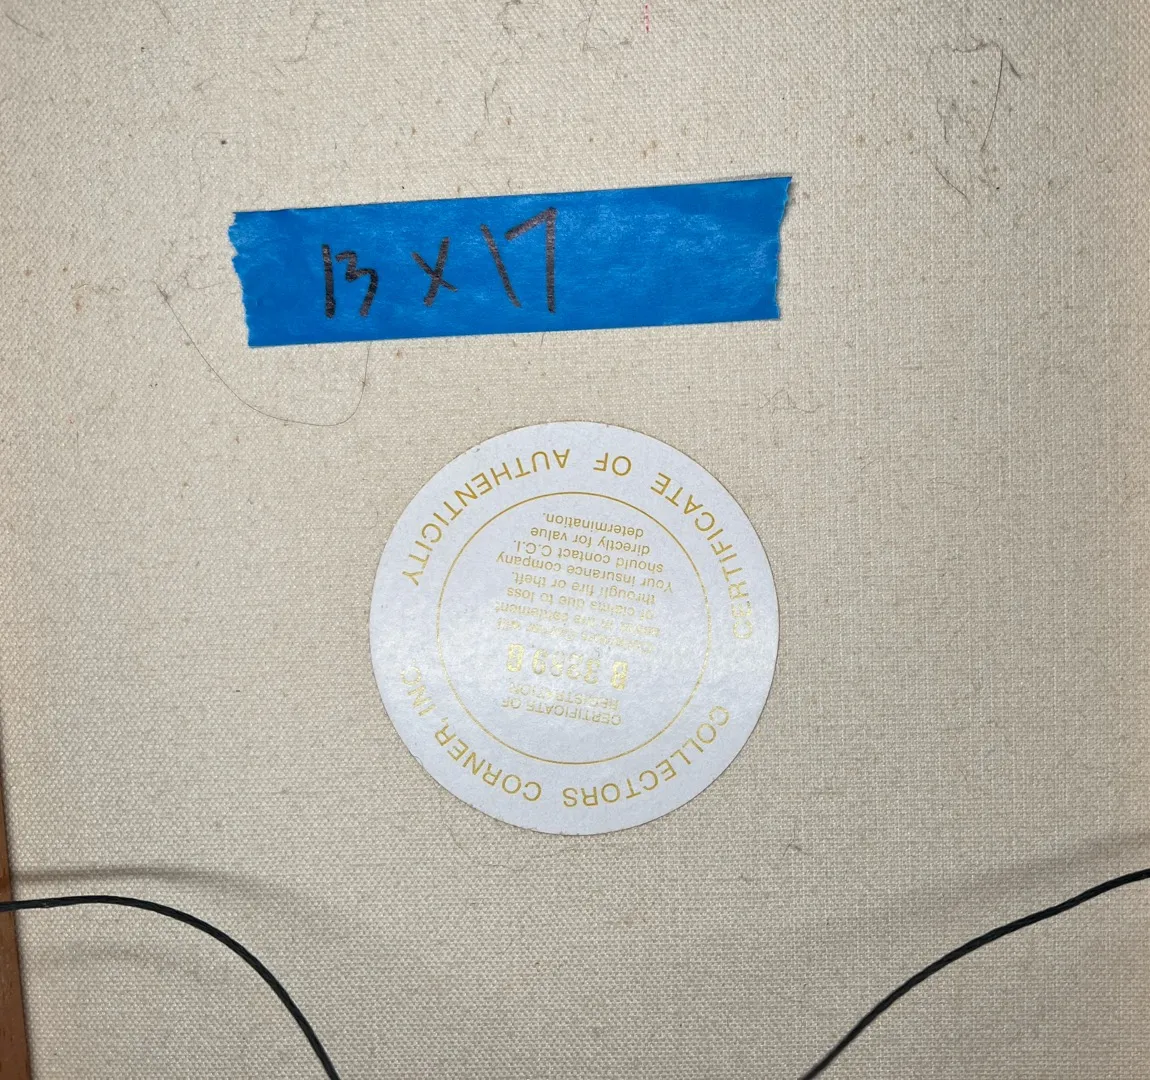 13 X 17
CERTIFICATE OF AUTHENTICITY
COLLECTORS CORNER, INC.
CERTIFICATE OF
REGISTRATION
of claims due to loss
through fire or theft.
Your insurance company
should contact C.C.I.
directly for value
determination.